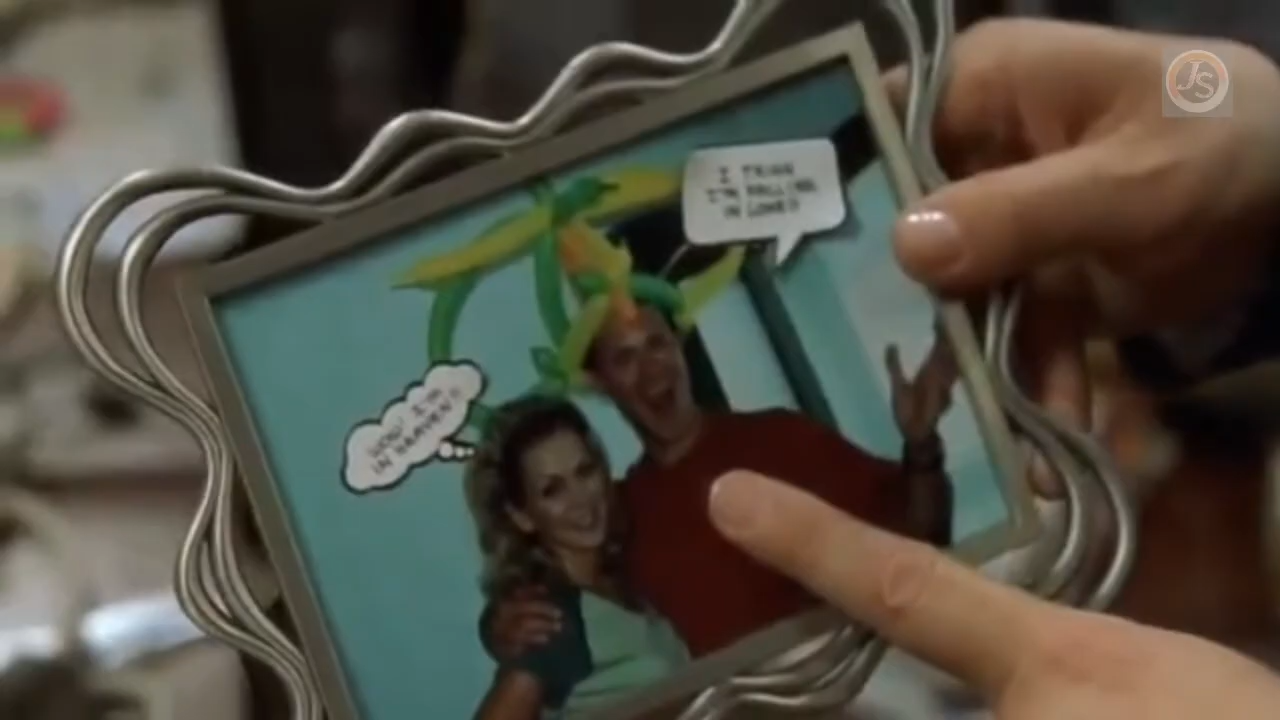 I THINK
I'M FALLING
IN LOVE!!
WOW! I'M
IN HEAVEN!!
JS